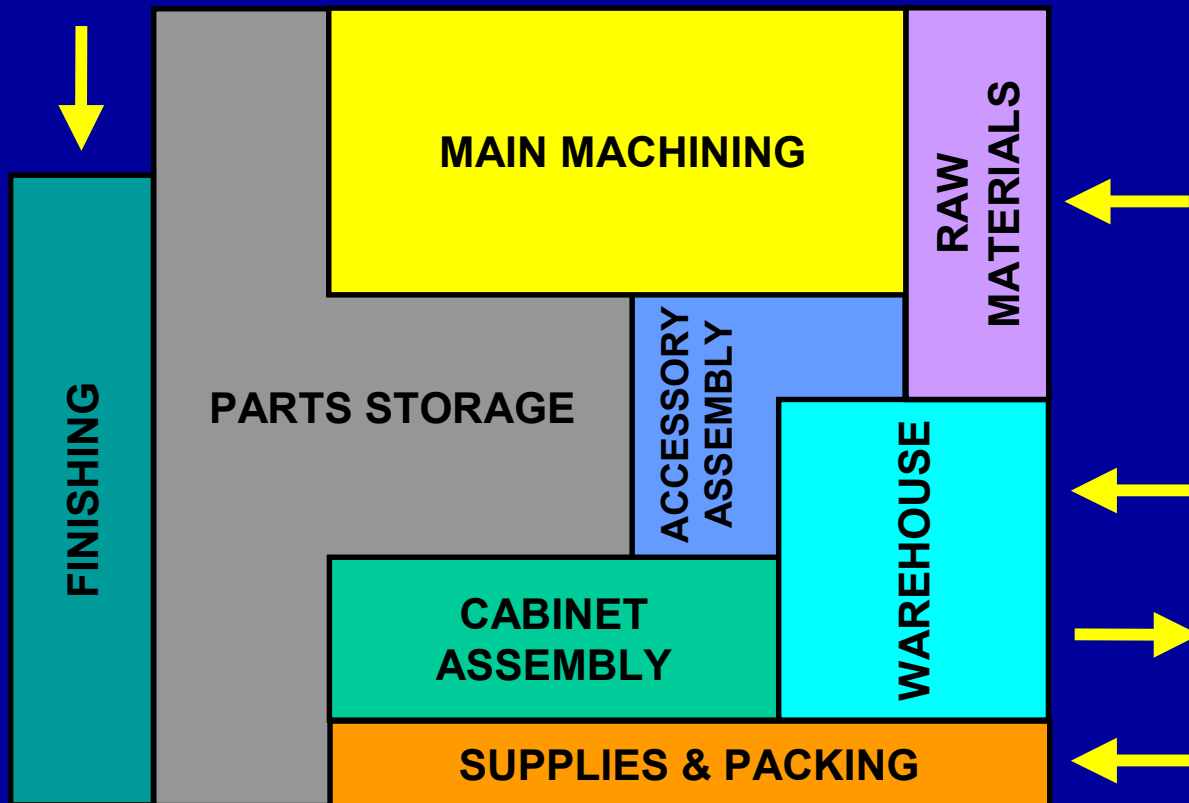 MAIN MACHINING
RAW
MATERIALS
FINISHING
PARTS STORAGE
ACCESSORY
ASSEMBLY
WAREHOUSE
CABINET
ASSEMBLY
SUPPLIES & PACKING